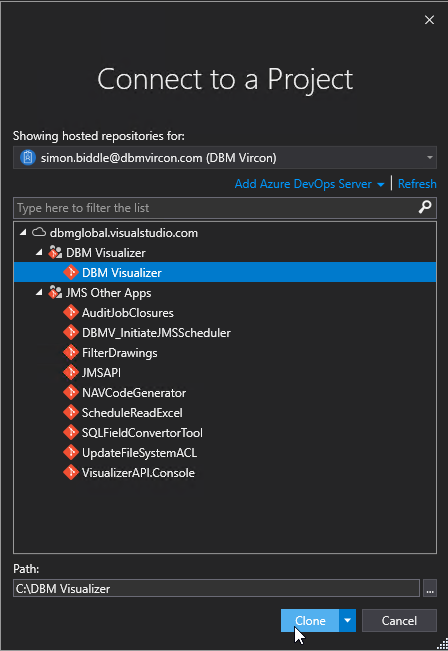 Connect to a Project
Showing hosted repositories for:
simon.biddle@dbmvircon.com (DBM Vircon)
Add Azure DevOps Server Refresh
Type here to filter the list
dbmglobal.visualstudio.com
DBM Visualizer
DBM Visualizer
JMS Other Apps
AuditJobClosures
DBMV_InitiateJMSScheduler
FilterDrawings
JMSAPI
NAVCodeGenerator
ScheduleReadExcel
SQLFieldConvertorTool
UpdateFileSystemACL
VisualizerAPI.Console
Path:
C:\DBM Visualizer
...
Clone Cancel